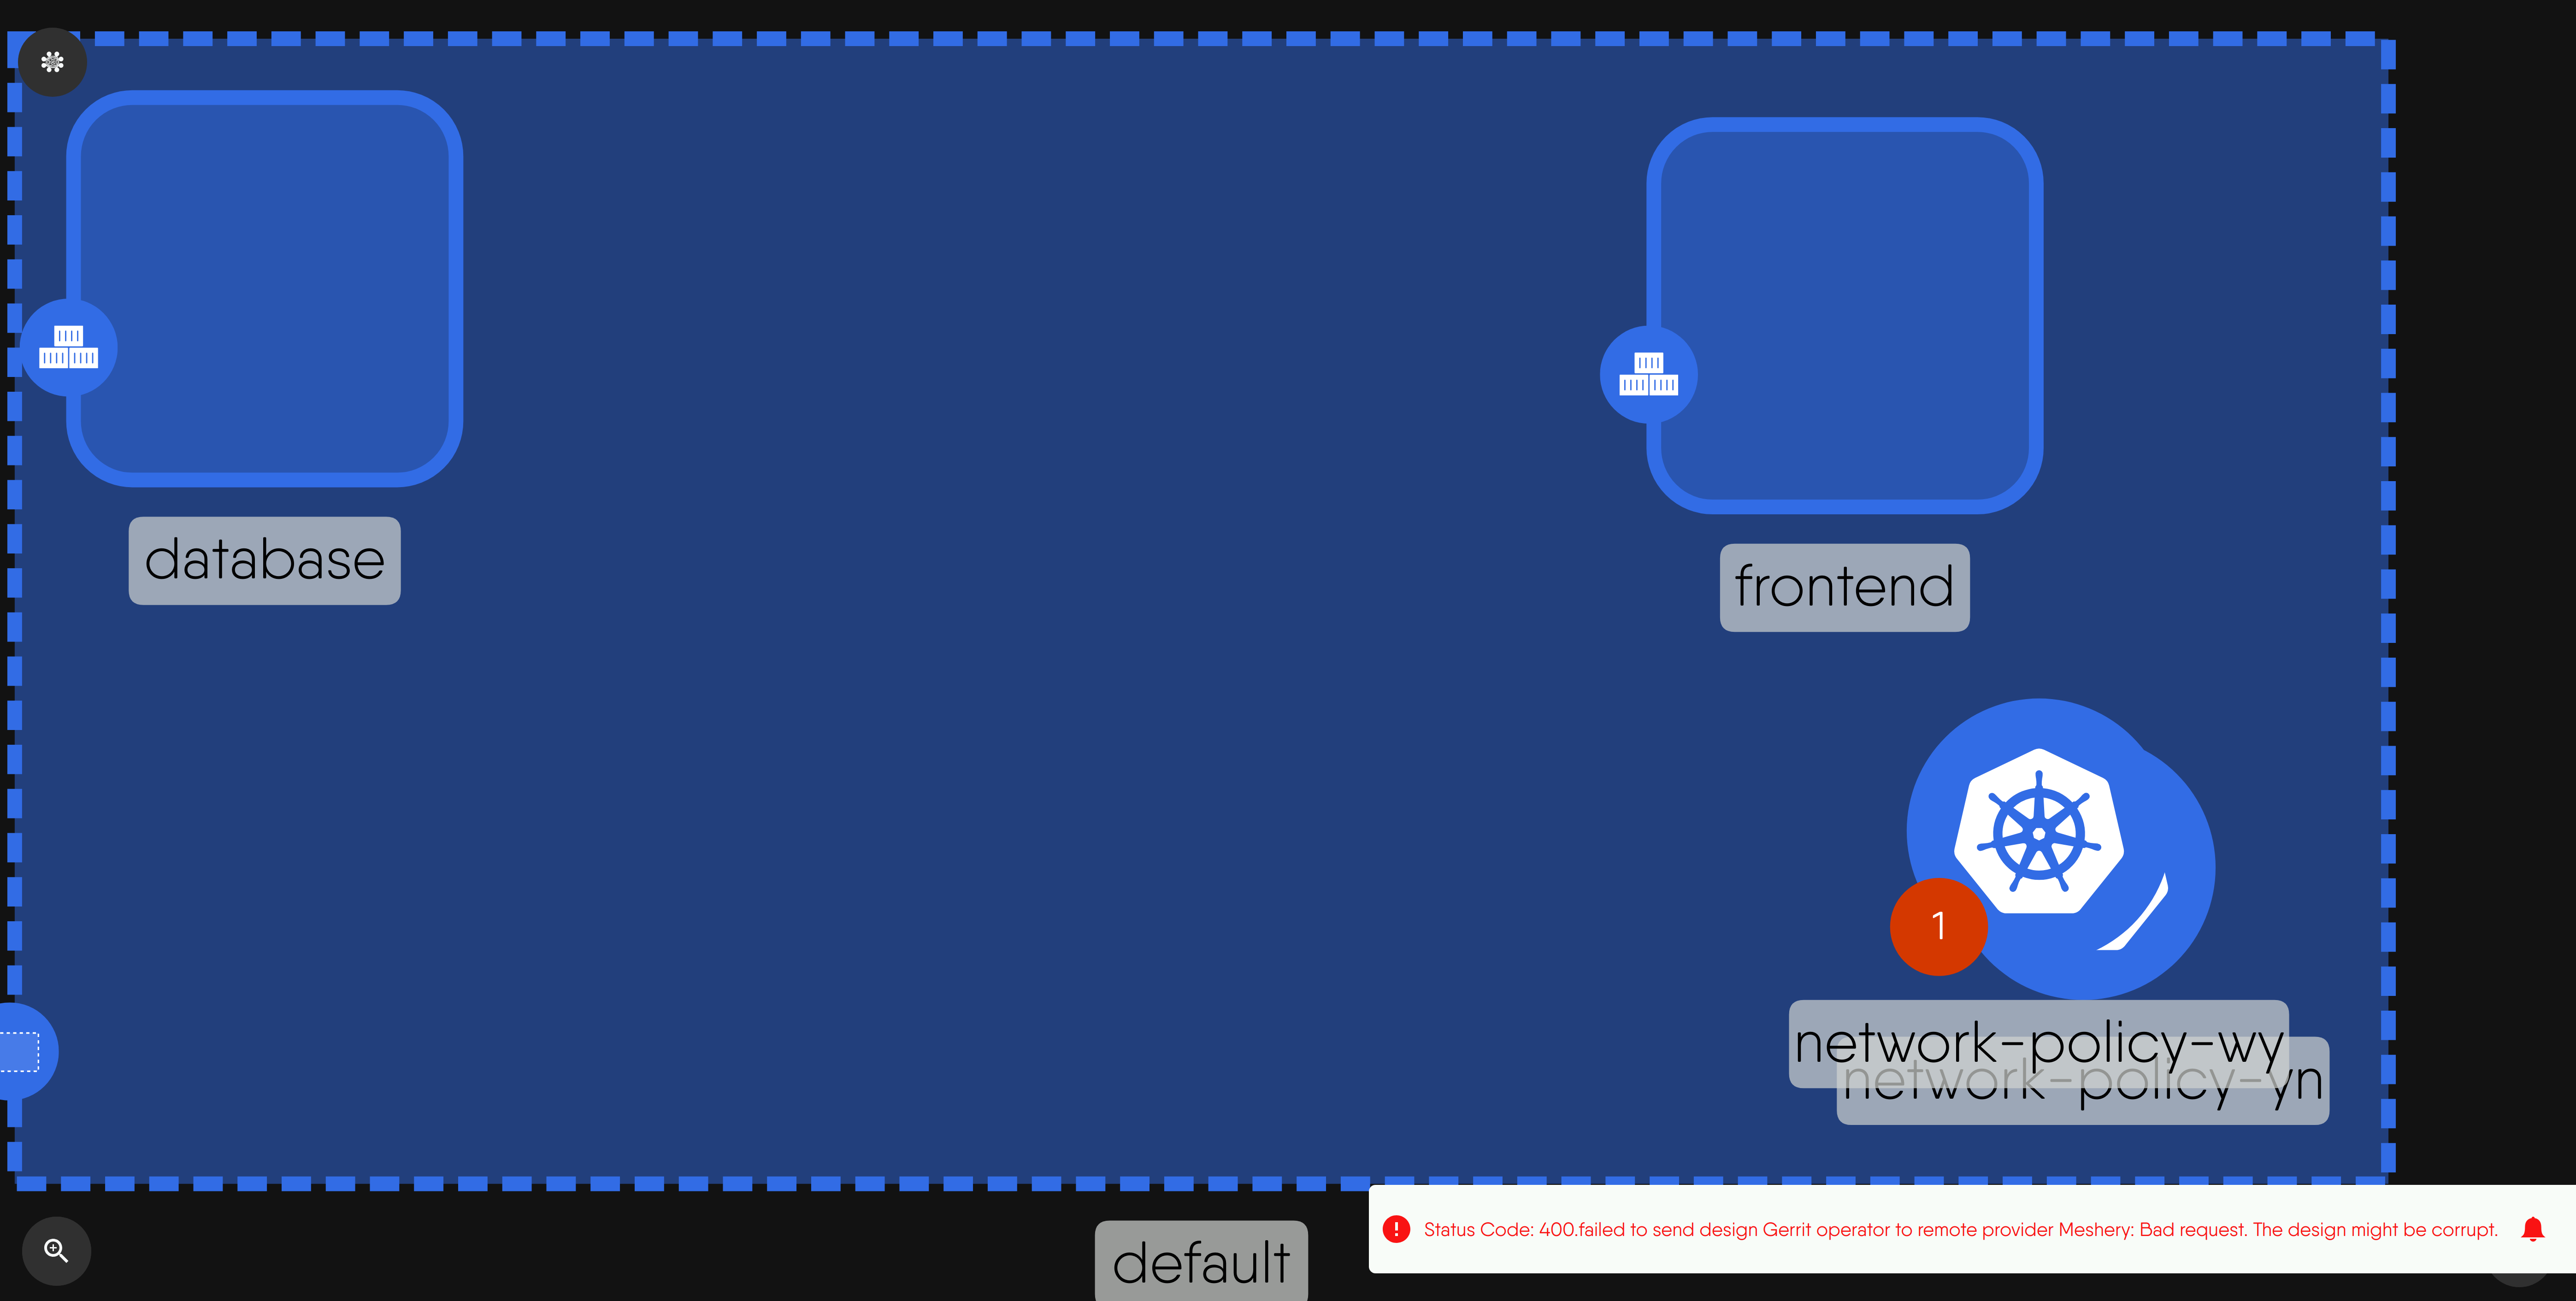 database
frontend
1
network-policy-wy
network-policy-yn
default
Status Code: 400.failed to send design Gerrit operator to remote provider Meshery: Bad request. The design might be corrupt.